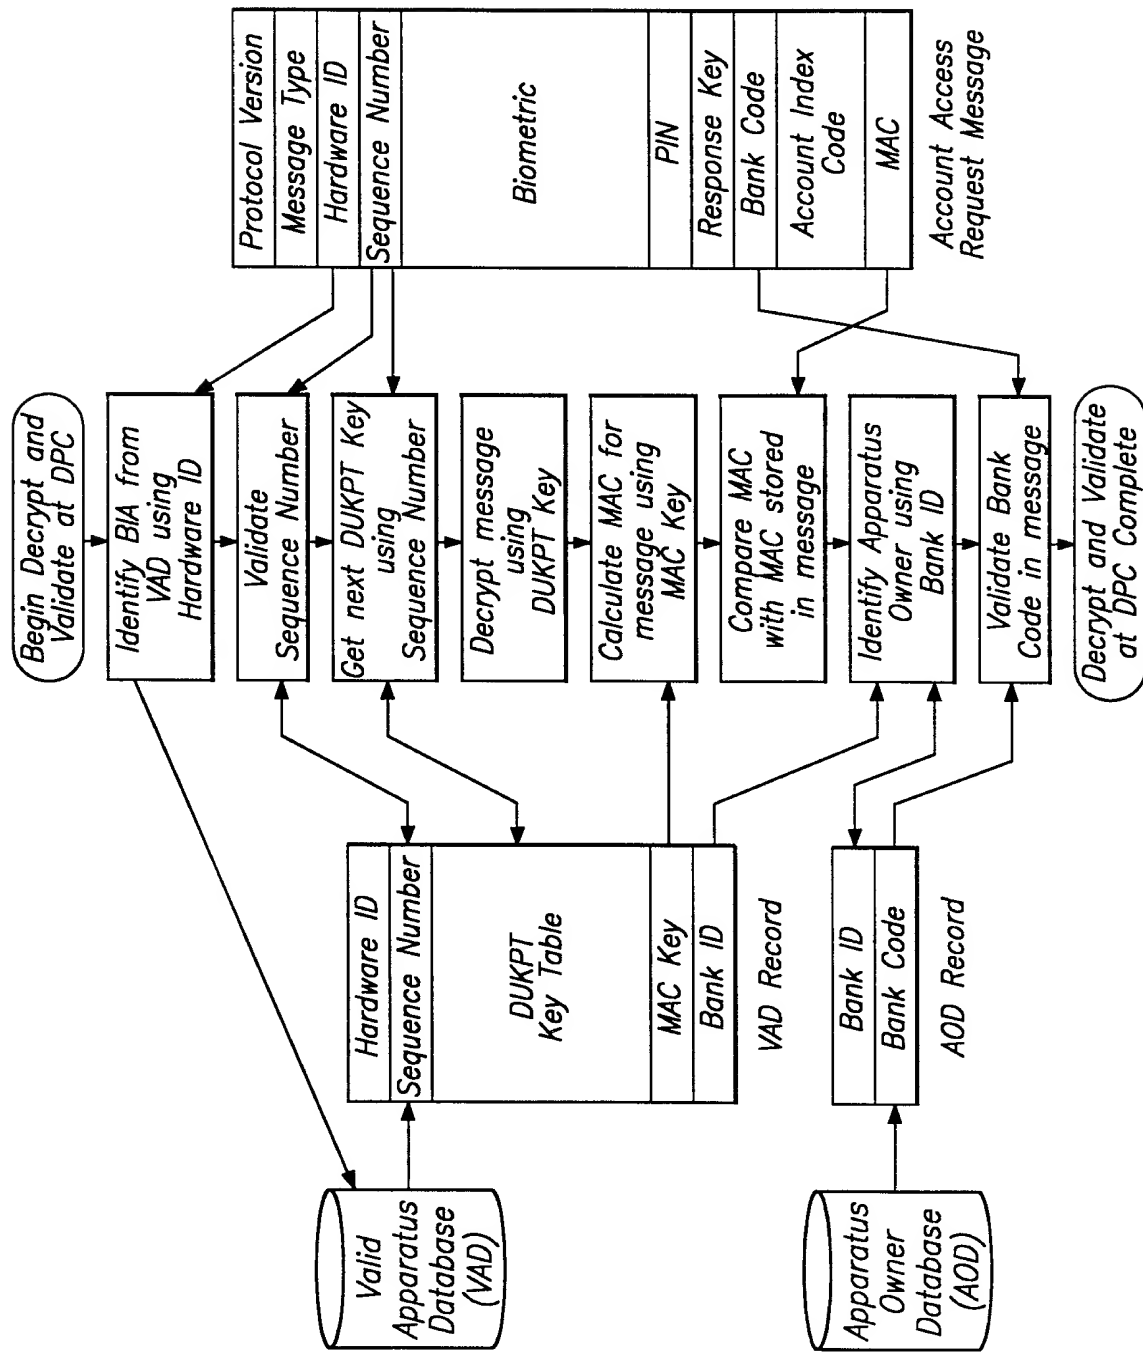 Begin Decrypt and
Validate at DPC
Identify BIA from
VAD using
Hardware ID
Validate
Sequence Number
Get next DUKPT Key
using
Sequence Number
Decrypt message
using
DUKPT Key
Calculate MAC for
message using
MAC Key
Compare MAC
with MAC stored
in message
Identify Apparatus
Owner using
Bank ID
Validate Bank
Code in message
Decrypt and Validate
at DPC Complete
Protocol Version
Message Type
Hardware ID
Sequence Number
Biometric
PIN
Response Key
Bank Code
Account Index
Code
MAC
Account Access
Request Message
Hardware ID
Sequence Number
DUKPT
Key Table
MAC Key
Bank ID
VAD Record
Bank ID
Bank Code
AOD Record
Valid
Apparatus
Database
(VAD)
Apparatus
Owner
Database
(AOD)